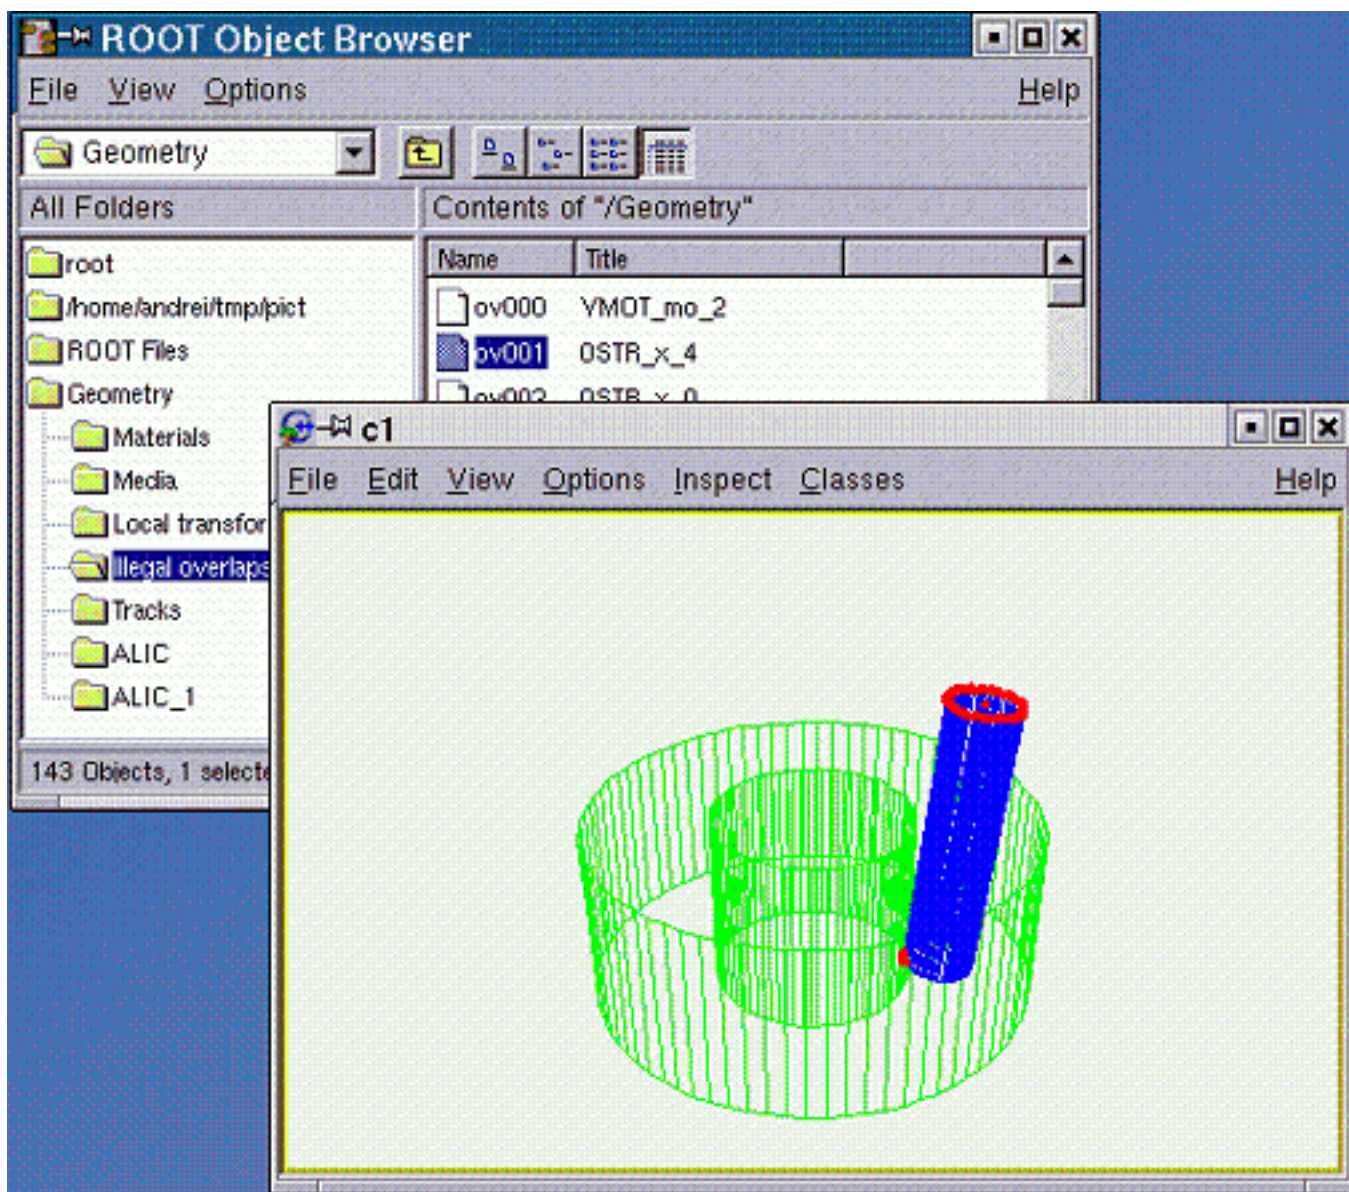 ROOT Object Browser
File View Options Help
Geometry
All Folders
Contents of "/Geometry"
Name Title
root
/home/andrei/tmp/pict
ROOT Files
Geometry
Materials
Media
Local transfor
Illegal overlaps
Tracks
ALIC
ALIC_1
ov000 VMOT_mo_2
ov001 OSTR_x_4
ov002 OSTR_x_0
143 Objects, 1 selecte
c1
File Edit View Options Inspect Classes Help